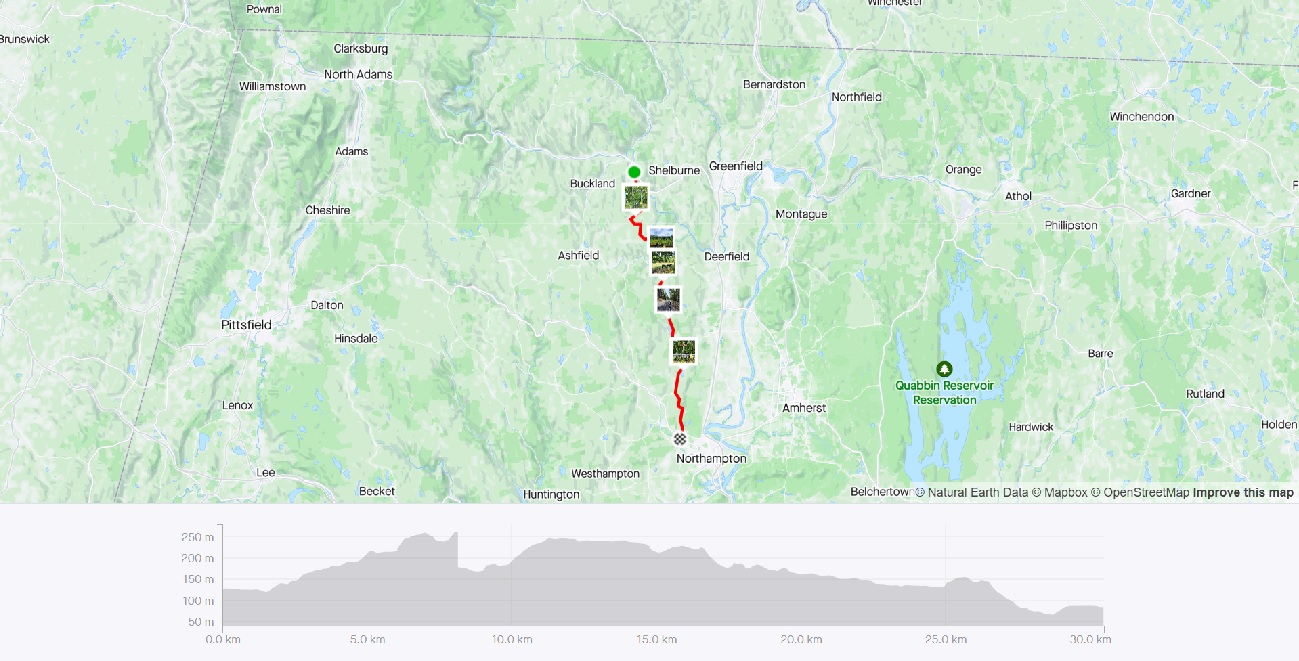 Winchester
Pownal
Brunswick
Clarksburg
North Adams
Williamstown
Bernardston
Northfield
Winchendon
Adams
Shelburne
Greenfield
Orange
Buckland
Athol
Gardner
Cheshire
Montague
Phillipston
Ashfield
Deerfield
Dalton
Pittsfield
Hinsdale
Barre
Quabbin Reservoir
Reservation
Rutland
Lenox
Amherst
Hardwick
Holden
Northampton
Lee
Westhampton
Becket
Huntington
Belchertown
© Natural Earth Data © Mapbox © OpenStreetMap Improve this map
250 m
200 m
150 m
100 m
50 m
0.0 km 5.0 km 10.0 km 15.0 km 20.0 km 25.0 km 30.0 km